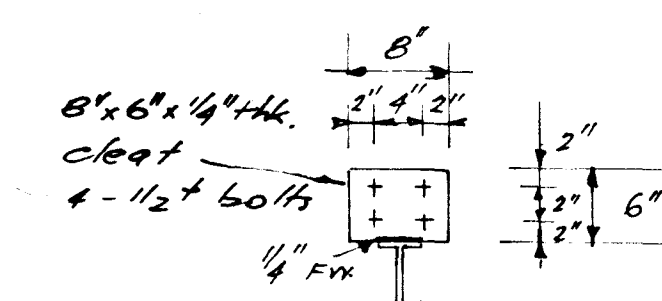 8"
2" 4" 2"
8"x6"x1/4"thk.
cleat
4-1/2"φ bolts
1/4" FW.
2"
2"
2"
6"